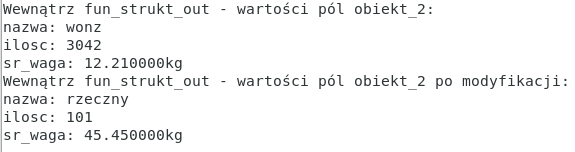 Wewnątrz fun_strukt_out - wartości pól obiekt_2:
nazwa: wonz
ilosc: 3042
sr_waga: 12.210000kg
Wewnątrz fun_strukt_out - wartości pól obiekt_2 po modyfikacji:
nazwa: rzeczny
ilosc: 101
sr_waga: 45.450000kg